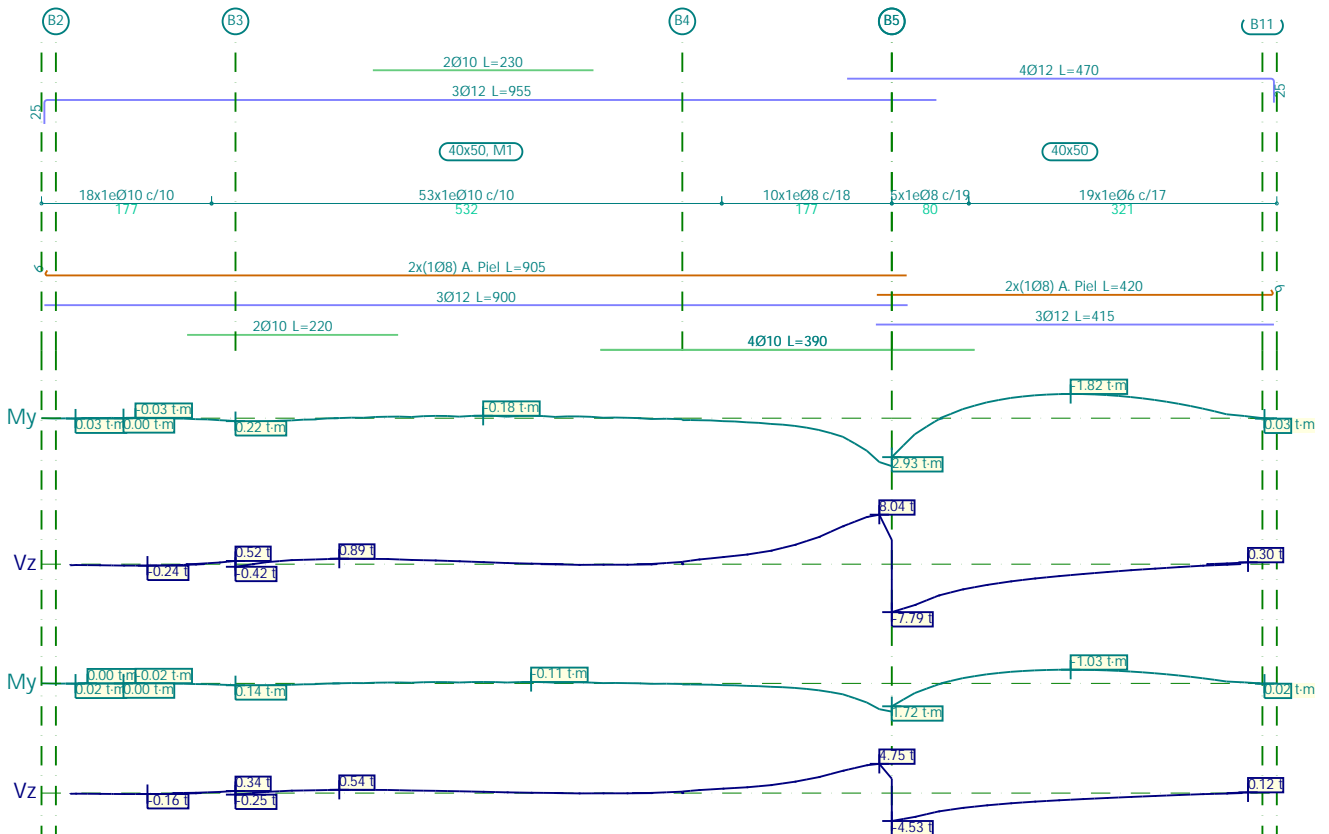 B2 B3 B4 B5 B11
2Ø10 L=230
4Ø12 L=470
3Ø12 L=955
25
25
40x50, M1
40x50
18x1eØ10 c/10 53x1eØ10 c/10 10x1eØ8 c/18 5x1eØ8 c/19 19x1eØ6 c/17
177 532 177 80 321
9
2x(1Ø8) A. Piel L=905
2x(1Ø8) A. Piel L=420
9
3Ø12 L=900
3Ø12 L=415
2Ø10 L=220
4Ø10 L=390
My
-0.03 t·m
0.03 t·m
0.00 t·m
0.22 t·m
-0.18 t·m
2.93 t·m
-1.82 t·m
0.03 t·m
Vz
-0.24 t
0.52 t
-0.42 t
0.89 t
8.04 t
-7.79 t
0.30 t
My
0.00 t·m
-0.02 t·m
0.02 t·m
0.00 t·m
0.14 t·m
-0.11 t·m
1.72 t·m
-1.03 t·m
0.02 t·m
Vz
-0.16 t
0.34 t
-0.25 t
0.54 t
4.75 t
-4.53 t
0.12 t